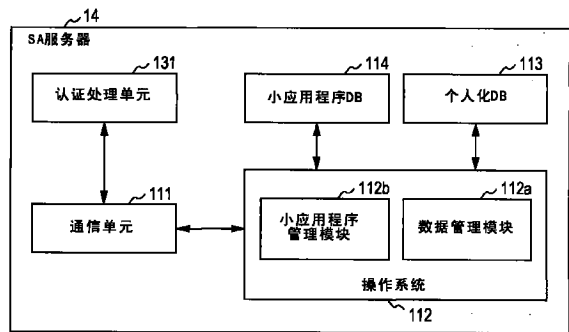 14
SA服务器
131
认证处理单元
114
小应用程序DB
113
个人化DB
111
通信单元
112b
小应用程序
管理模块
112a
数据管理模块
操作系统
112